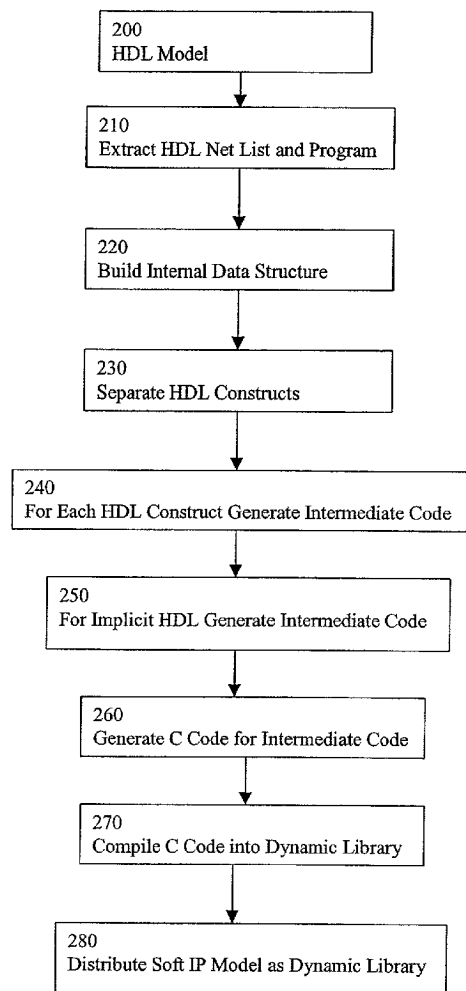 200
HDL Model
210
Extract HDL Net List and Program
220
Build Internal Data Structure
230
Separate HDL Constructs
240
For Each HDL Construct Generate Intermediate Code
250
For Implicit HDL Generate Intermediate Code
260
Generate C Code for Intermediate Code
270
Compile C Code into Dynamic Library
280
Distribute Soft IP Model as Dynamic Library